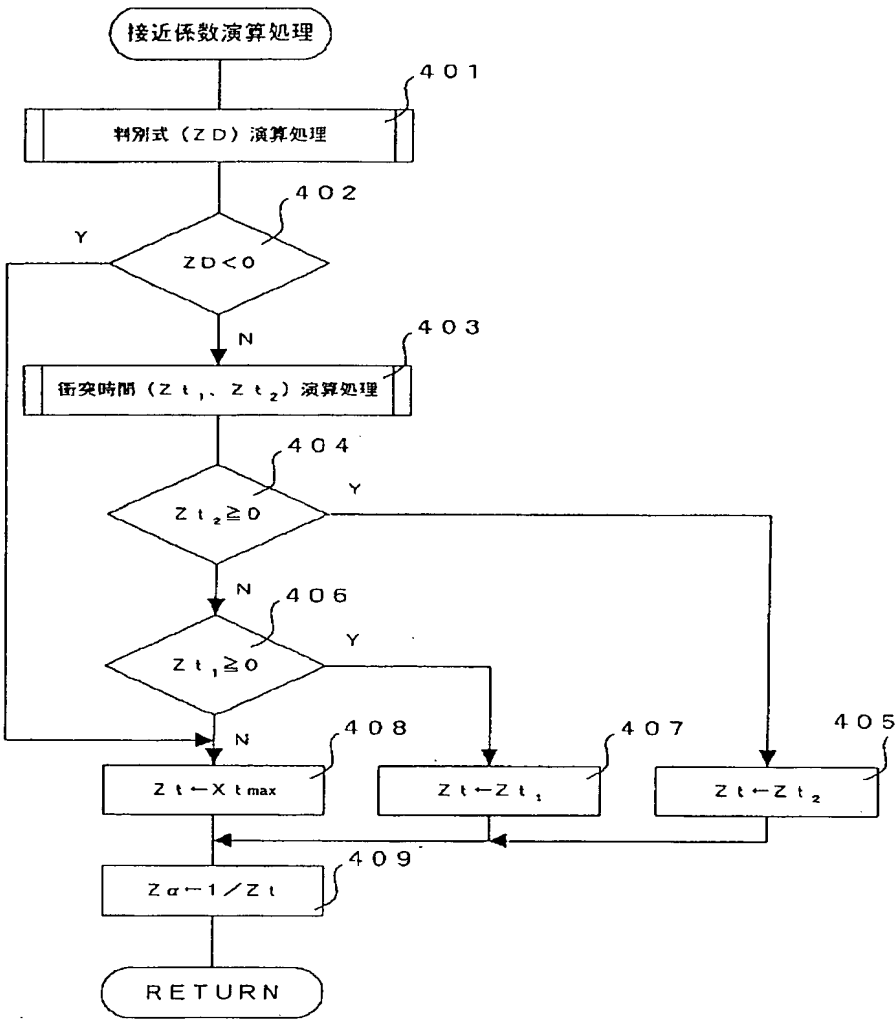 接近係数演算処理
401
判別式(ZD)演算処理
402
Y
ZD<0
N
403
衝突時間(Zt₁、Zt₂)演算処理
404
Y
Zt₂≧0
N
406
Y
Zt₁≧0
N
408
407
405
Zt←Xtmax
Zt←Zt₁
Zt←Zt₂
409
Zα←1/Zt
RETURN